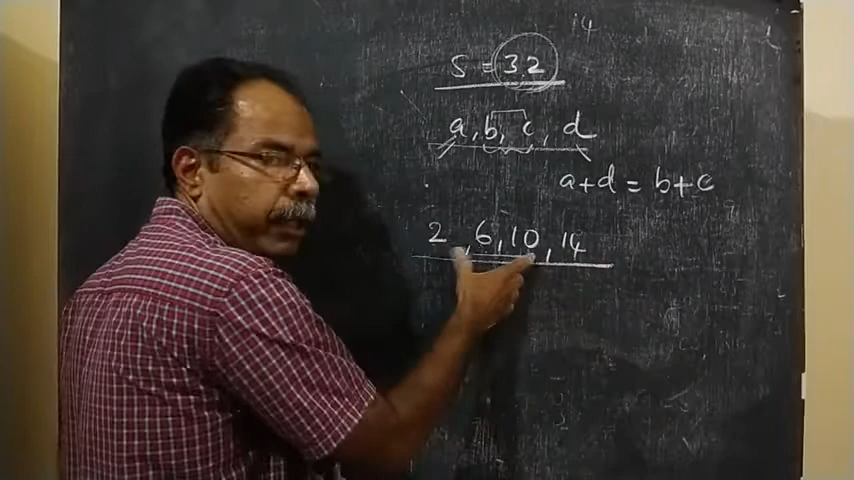 14
S = 32
a, b, c, d
a+d = b+c
2, 6, 10, 14